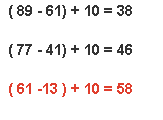 ( 89 - 61) + 10 = 38
( 77 - 41) + 10 = 46
( 61 -13 ) + 10 = 58